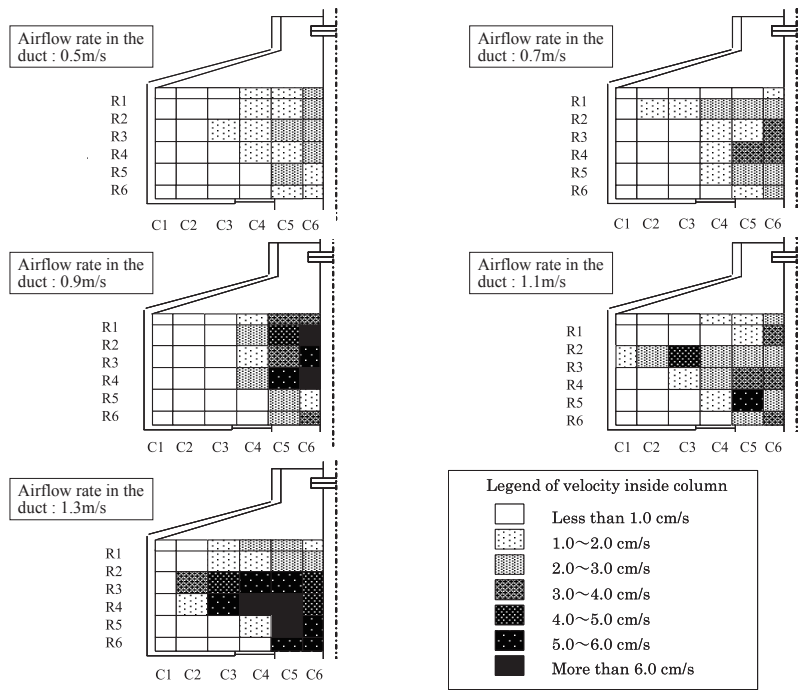 Airflow rate in the
duct : 0.5m/s
R1
R2
R3
R4
R5
R6
C1 C2 C3 C4 C5 C6
Airflow rate in the
duct : 0.7m/s
R1
R2
R3
R4
R5
R6
C1 C2 C3 C4 C5 C6
Airflow rate in the
duct : 0.9m/s
R1
R2
R3
R4
R5
R6
C1 C2 C3 C4 C5 C6
Airflow rate in the
duct : 1.1m/s
R1
R2
R3
R4
R5
R6
C1 C2 C3 C4 C5 C6
Airflow rate in the
duct : 1.3m/s
R1
R2
R3
R4
R5
R6
C1 C2 C3 C4 C5 C6
Legend of velocity inside column
Less than 1.0 cm/s
1.0～2.0 cm/s
2.0～3.0 cm/s
3.0～4.0 cm/s
4.0～5.0 cm/s
5.0～6.0 cm/s
More than 6.0 cm/s